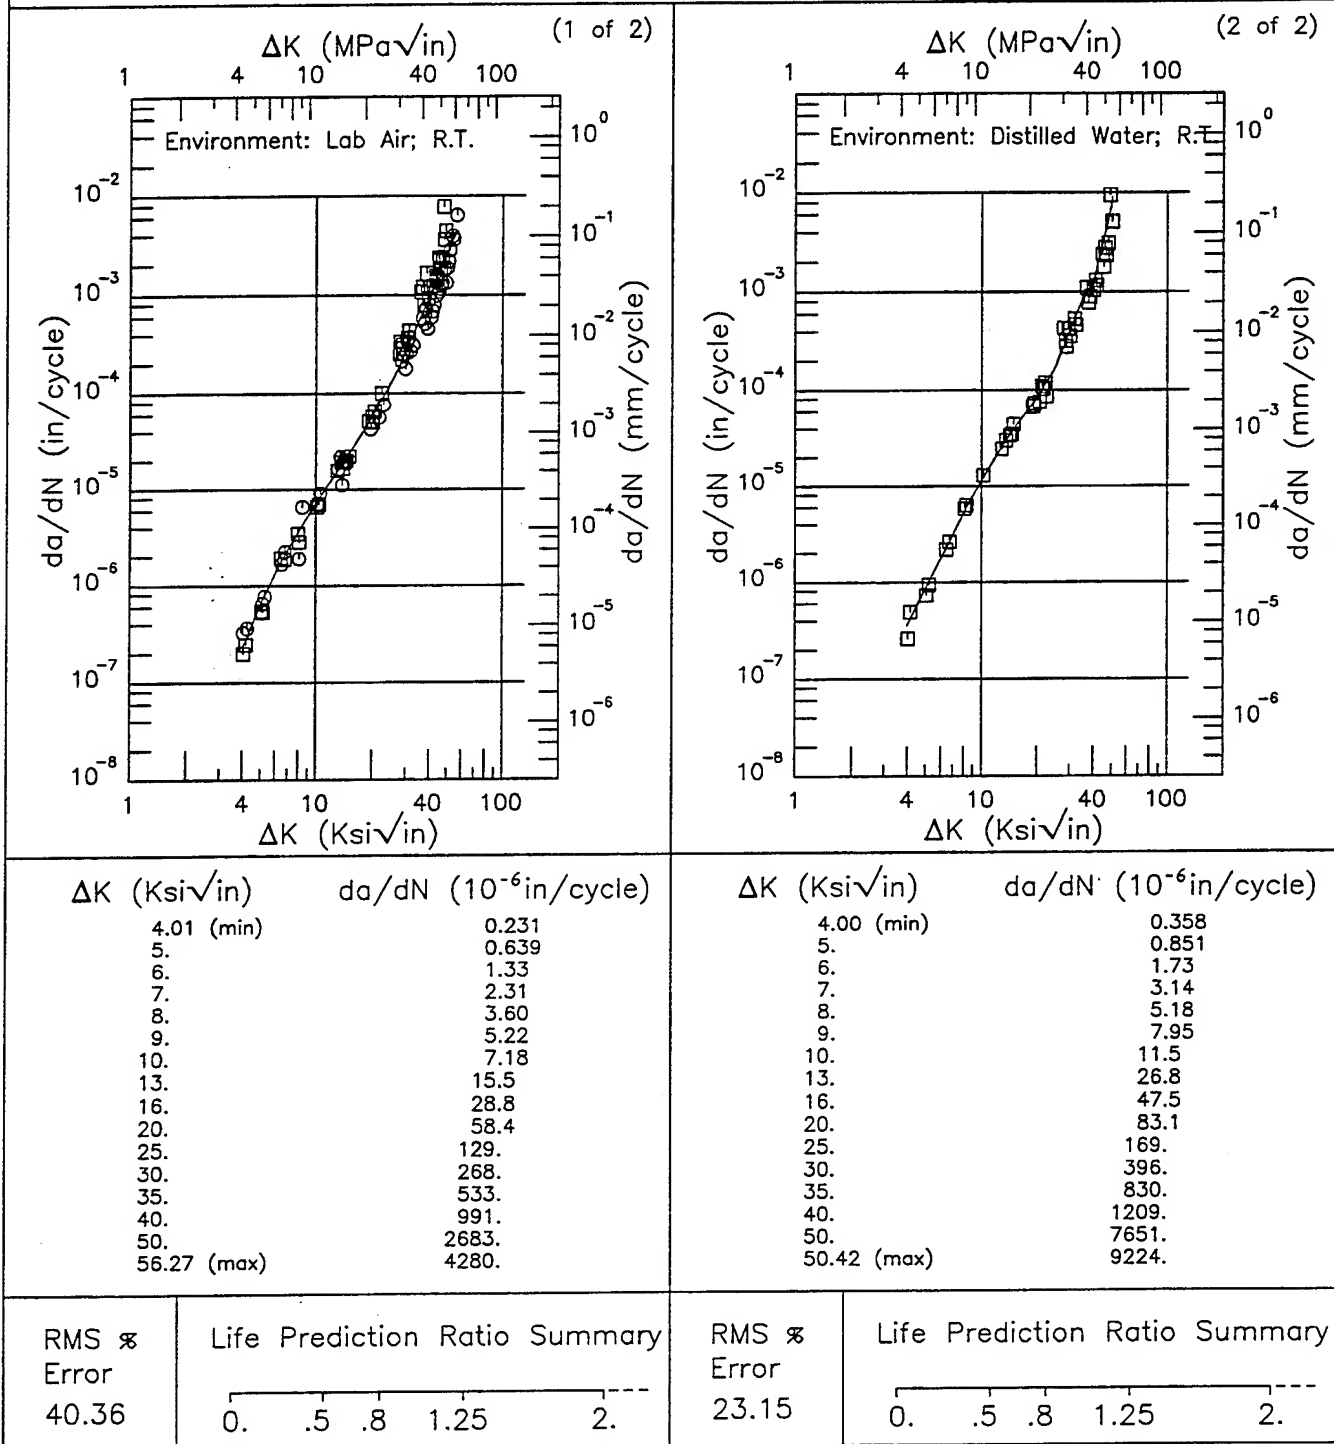 (1 of 2)
ΔK (MPa√in)
1 4 10 40 100
Environment: Lab Air; R.T.
da/dN (in/cycle)
10⁻²
10⁻³
10⁻⁴
10⁻⁵
10⁻⁶
10⁻⁷
10⁻⁸
10⁰
10⁻¹
10⁻²
10⁻³
10⁻⁴
10⁻⁵
10⁻⁶
da/dN (mm/cycle)
1 4 10 40 100
ΔK (Ksi√in)
ΔK (Ksi√in) da/dN (10⁻⁶in/cycle)
4.01 (min) 0.231
5. 0.639
6. 1.33
7. 2.31
8. 3.60
9. 5.22
10. 7.18
13. 15.5
16. 28.8
20. 58.4
25. 129.
30. 268.
35. 533.
40. 991.
50. 2683.
56.27 (max) 4280.
RMS %
Error
40.36
Life Prediction Ratio Summary
0. .5 .8 1.25 2.
(2 of 2)
ΔK (MPa√in)
1 4 10 40 100
Environment: Distilled Water; R.T.
da/dN (in/cycle)
10⁻²
10⁻³
10⁻⁴
10⁻⁵
10⁻⁶
10⁻⁷
10⁻⁸
10⁰
10⁻¹
10⁻²
10⁻³
10⁻⁴
10⁻⁵
10⁻⁶
da/dN (mm/cycle)
1 4 10 40 100
ΔK (Ksi√in)
ΔK (Ksi√in) da/dN (10⁻⁶in/cycle)
4.00 (min) 0.358
5. 0.851
6. 1.73
7. 3.14
8. 5.18
9. 7.95
10. 11.5
13. 26.8
16. 47.5
20. 83.1
25. 169.
30. 396.
35. 830.
40. 1209.
50. 7651.
50.42 (max) 9224.
RMS %
Error
23.15
Life Prediction Ratio Summary
0. .5 .8 1.25 2.